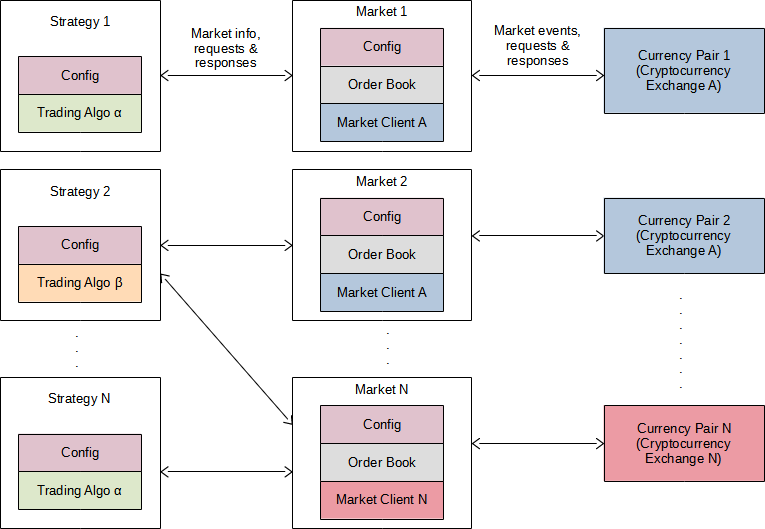 Strategy 1
Config
Trading Algo α
Market info,
requests &
responses
Market 1
Config
Order Book
Market Client A
Market events,
requests &
responses
Currency Pair 1
(Cryptocurrency
Exchange A)
Strategy 2
Config
Trading Algo β
Market 2
Config
Order Book
Market Client A
Currency Pair 2
(Cryptocurrency
Exchange A)
Strategy N
Config
Trading Algo α
Market N
Config
Order Book
Market Client N
Currency Pair N
(Cryptocurrency
Exchange N)